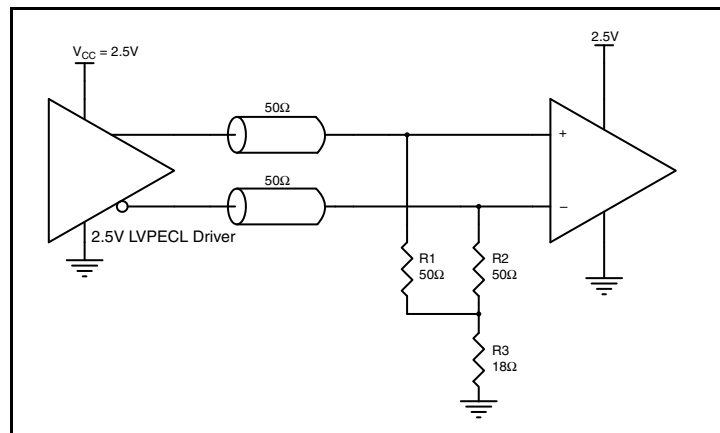 V_CC = 2.5V
2.5V
50Ω
+
50Ω
–
2.5V LVPECL Driver
R1
50Ω
R2
50Ω
R3
18Ω